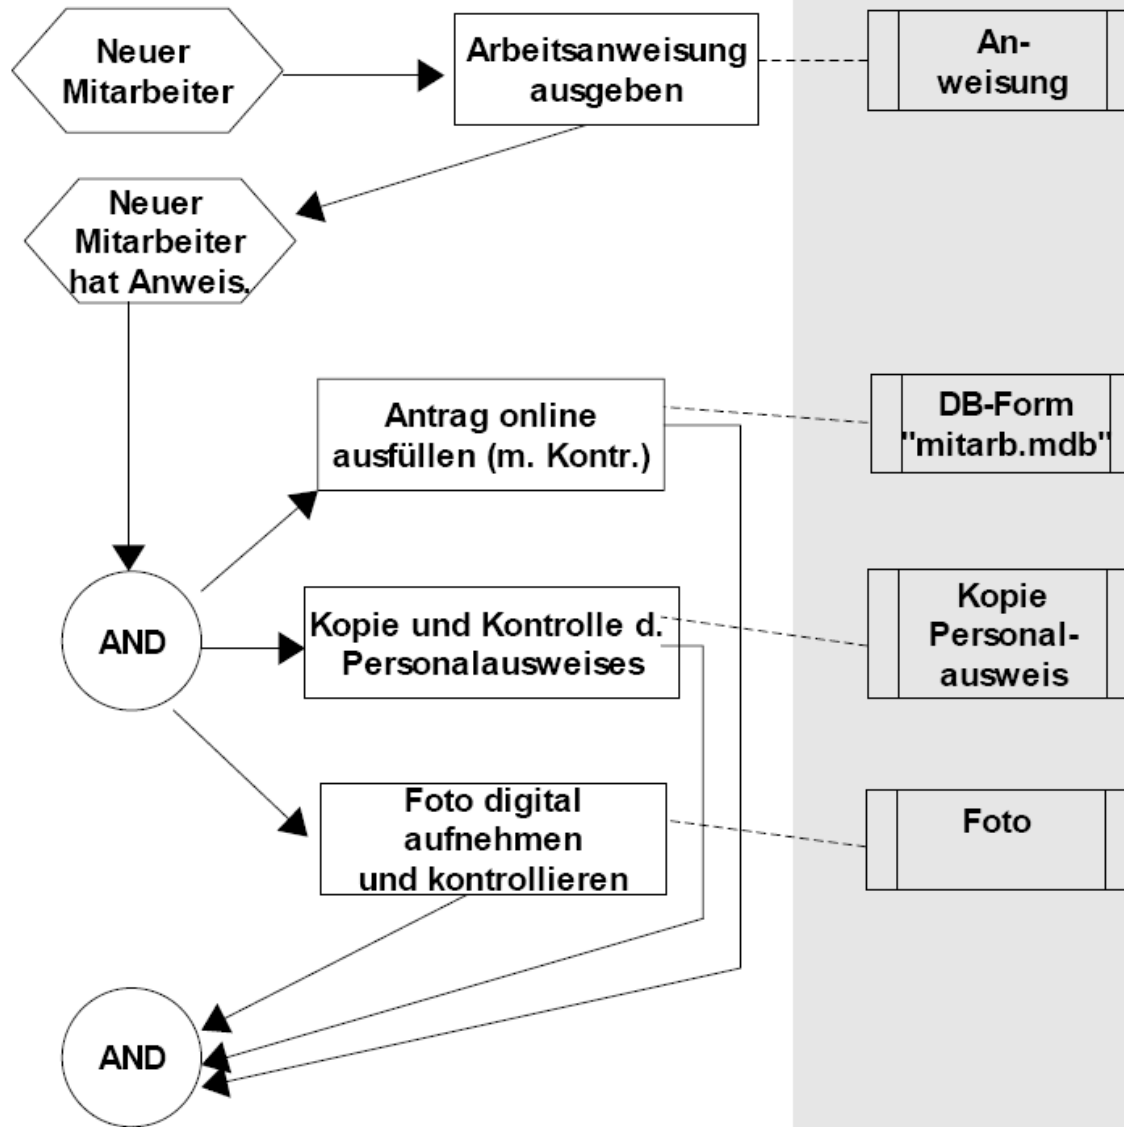 Neuer
Mitarbeiter
Arbeitsanweisung
ausgeben
An-
weisung
Neuer
Mitarbeiter
hat Anweis.
Antrag online
ausfüllen (m. Kontr.)
DB-Form
"mitarb.mdb"
AND
Kopie und Kontrolle d.
Personalausweises
Kopie
Personal-
ausweis
Foto digital
aufnehmen
und kontrollieren
Foto
AND